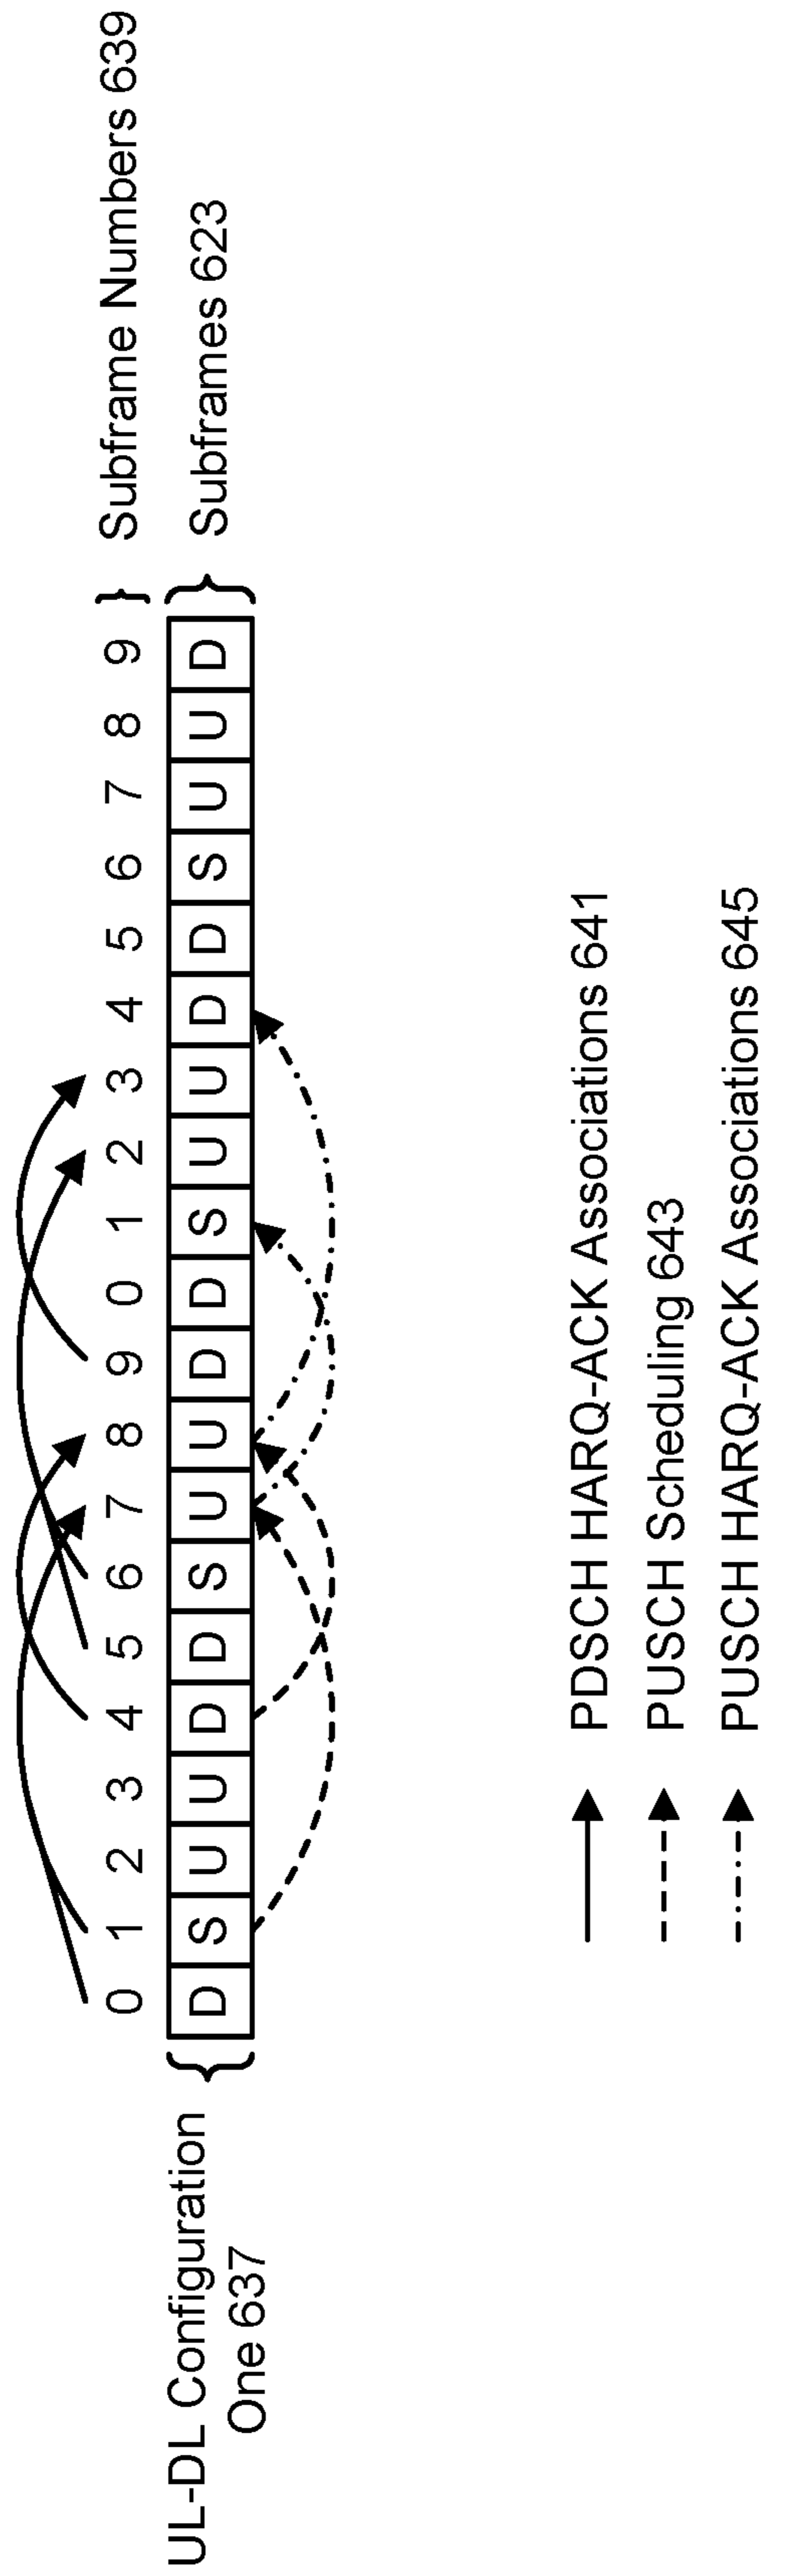 0 1 2 3 4 5 6 7 8 9 0 1 2 3 4 5 6 7 8 9 } Subframe Numbers 639
UL-DL Configuration
One 637
{ D S U U D D S U U D D S U U D D S U U D } Subframes 623
PDSCH HARQ-ACK Associations 641
PUSCH Scheduling 643
PUSCH HARQ-ACK Associations 645